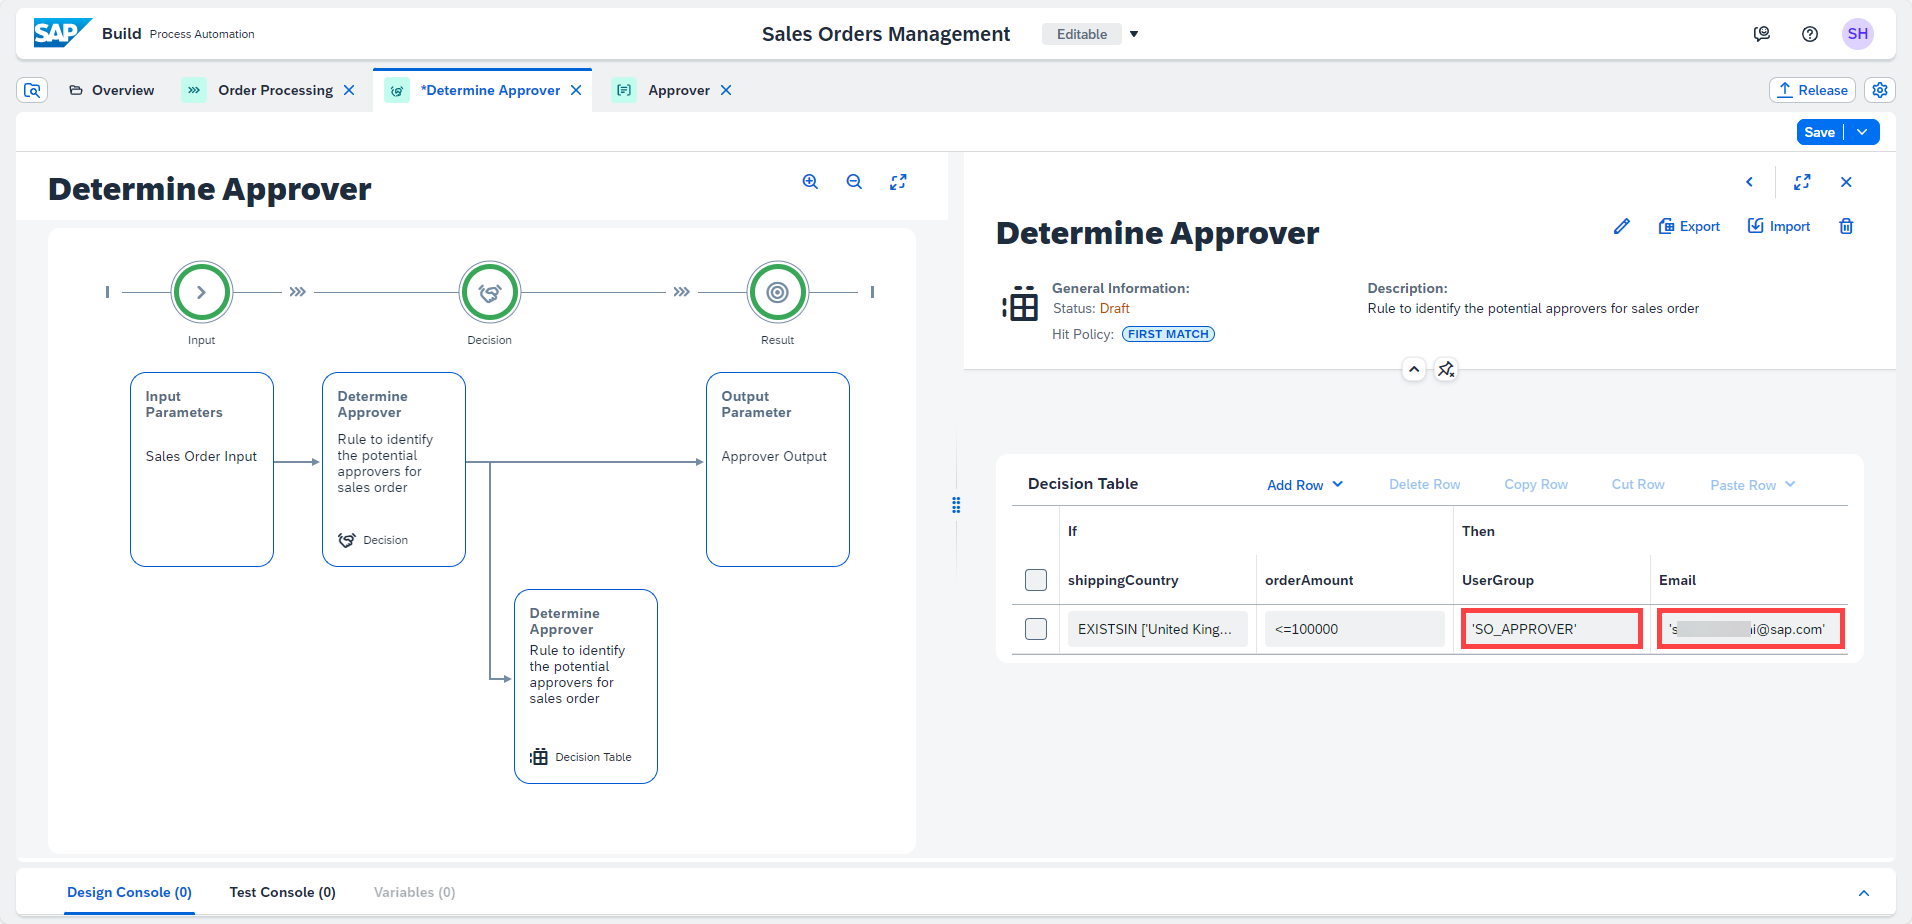 SAP Build Process Automation
Sales Orders Management
Editable
SH
Overview
Order Processing
*Determine Approver
Approver
Release
Save
Determine Approver
Input
Decision
Result
Input
Parameters
Sales Order Input
Determine
Approver
Rule to identify
the potential
approvers for
sales order
Decision
Output
Parameter
Approver Output
Determine
Approver
Rule to identify
the potential
approvers for
sales order
Decision Table
Determine Approver
Export
Import
General Information:
Status: Draft
Hit Policy: FIRST MATCH
Description:
Rule to identify the potential approvers for sales order
Decision Table
Add Row
Delete Row
Copy Row
Cut Row
Paste Row
If
Then
shippingCountry
orderAmount
UserGroup
Email
EXISTSIN ['United King...
<=100000
'SO_APPROVER'
@sap.com'
Design Console (0)
Test Console (0)
Variables (0)